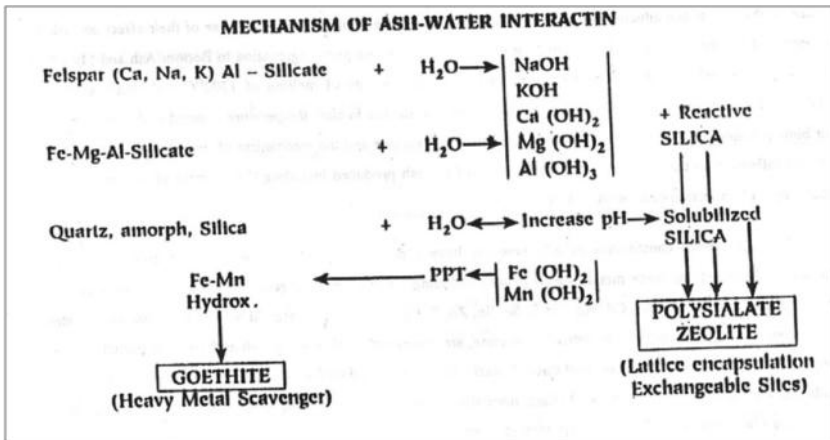 MECHANISM OF ASH-WATER INTERACTIN
Felspar (Ca, Na, K) Al – Silicate + H2O → NaOH
KOH
Ca (OH)2 + Reactive
Fe-Mg-Al-Silicate + H2O → Mg (OH)2 SILICA
Al (OH)3
Quartz, amorph, Silica + H2O ↔ Increase pH → Solubilized
SILICA
Fe-Mn ← PPT ← Fe (OH)2
Hydrox. Mn (OH)2
POLYSIALATE
ZEOLITE
GOETHITE (Lattice encapsulation
(Heavy Metal Scavenger) Exchangeable Sites)